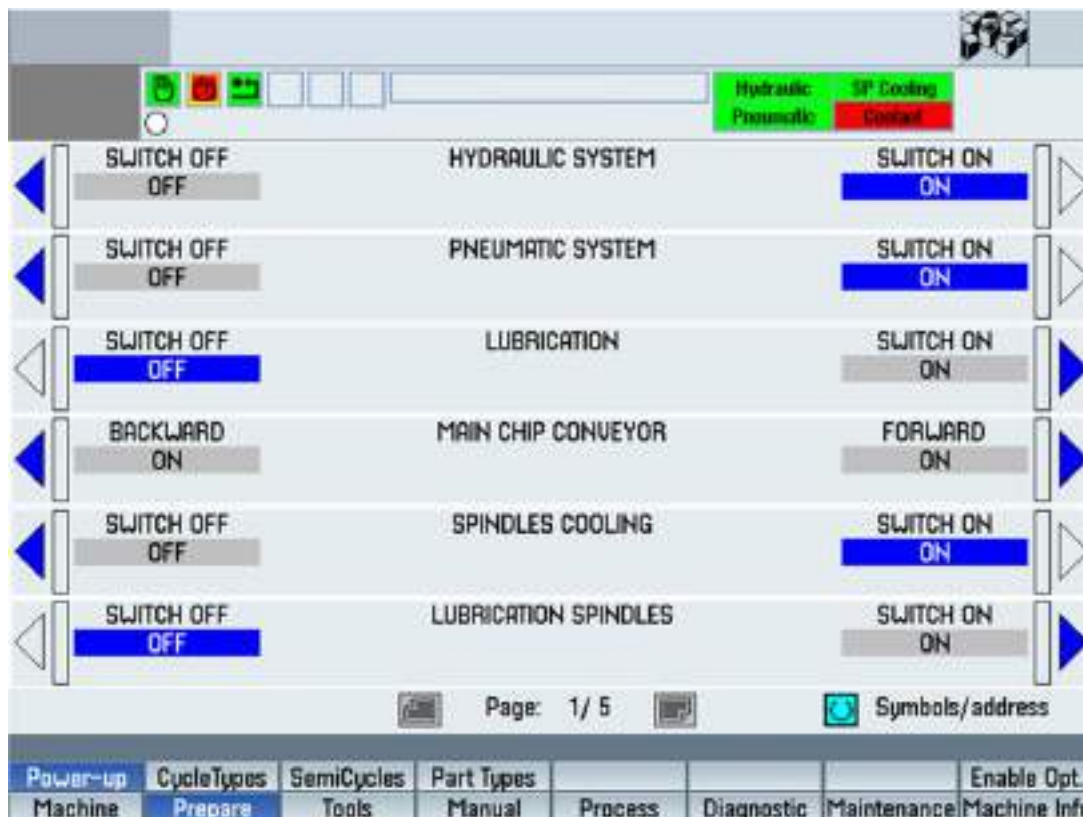 Hydraulic SP Cooling
Pneumatic Coolant
SWITCH OFF HYDRAULIC SYSTEM SWITCH ON
OFF ON
SWITCH OFF PNEUMATIC SYSTEM SWITCH ON
OFF ON
SWITCH OFF LUBRICATION SWITCH ON
OFF ON
BACKWARD MAIN CHIP CONVEYOR FORWARD
ON ON
SWITCH OFF SPINDLES COOLING SWITCH ON
OFF ON
SWITCH OFF LUBRICATION SPINDLES SWITCH ON
OFF ON
Page: 1/ 5 Symbols/address
Power-up CycleTypes SemiCycles Part Types Enable Opt.
Machine Prepare Tools Manual Process Diagnostic Maintenance Machine Info